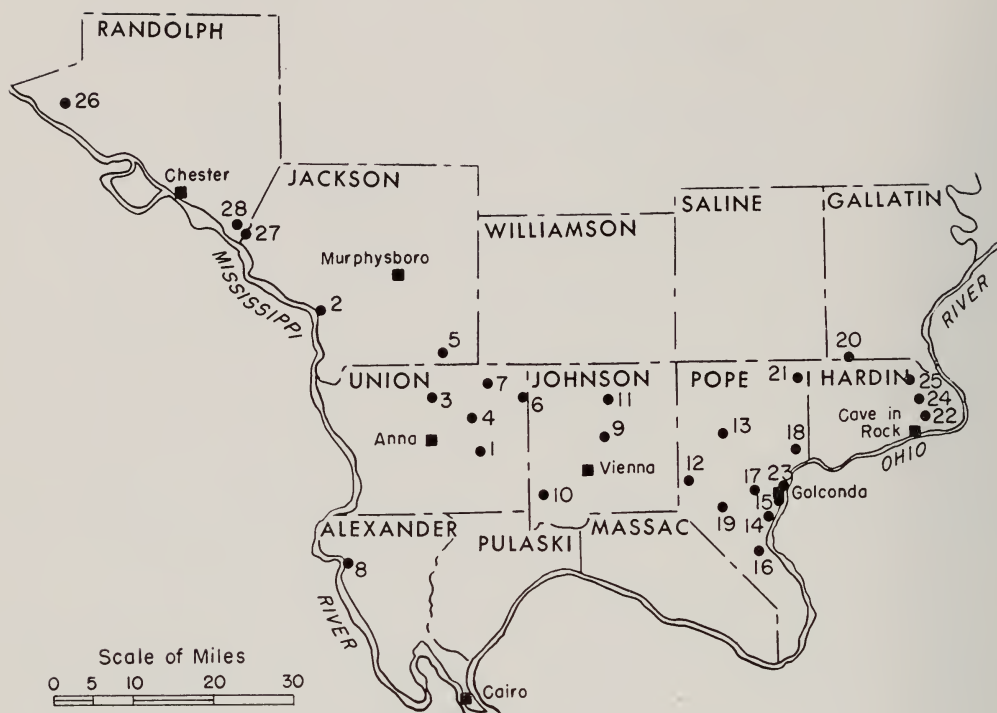 RANDOLPH
26
Chester
JACKSON
SALINE
GALLATIN
28
27
WILLIAMSON
Murphysboro
MISSISSIPPI
RIVER
2
5
20
UNION
7
JOHNSON
POPE
21
HARDIN
25
3
6
11
24
4
22
Cave in
Rock
Anna
9
13
1
18
OHIO
Vienna
12
17
23
Golconda
10
15
19
14
ALEXANDER
PULASKI
MASSAC
16
8
RIVER
Scale of Miles
0 5 10 20 30
Cairo